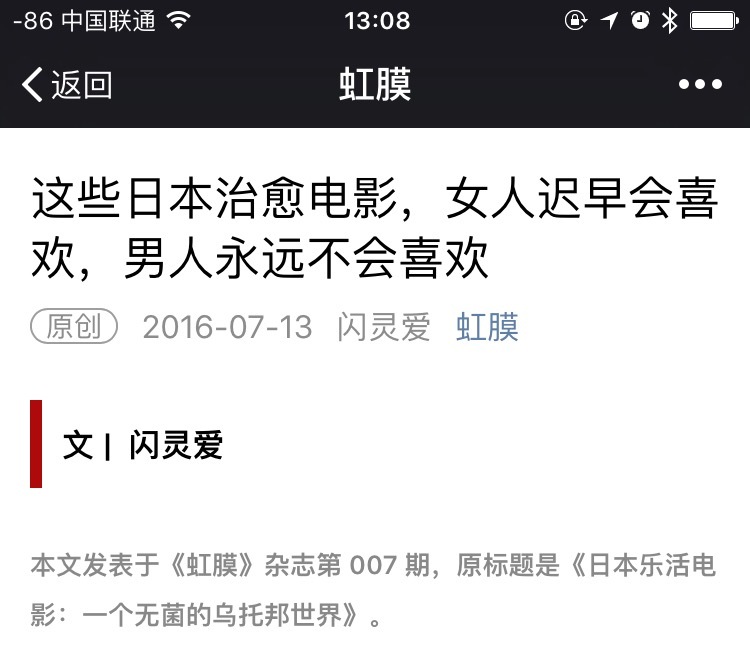 -86 中国联通 13:08
返回 虹膜
这些日本治愈电影，女人迟早会喜
欢，男人永远不会喜欢
原创 2016-07-13 闪灵爱 虹膜
文 | 闪灵爱
本文发表于《虹膜》杂志第 007 期，原标题是《日本乐活电
影：一个无菌的乌托邦世界》。